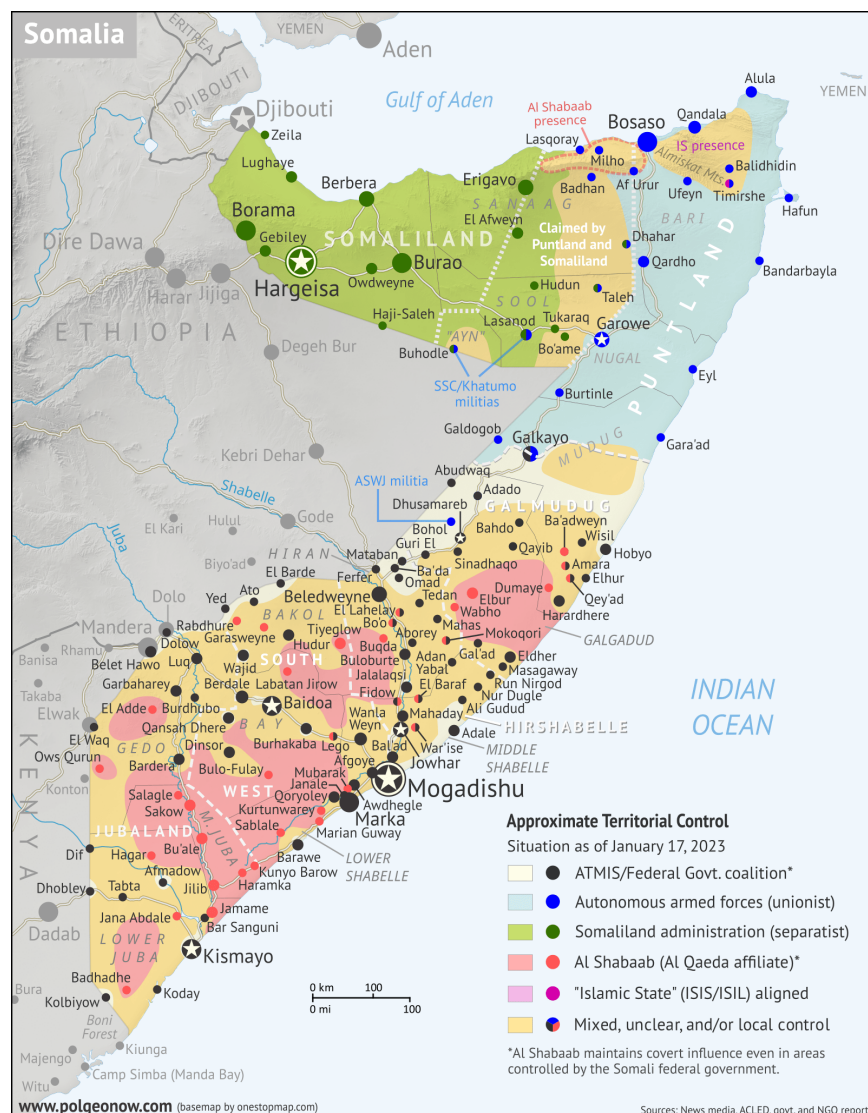 Somalia
ERITREA
YEMEN
Aden
DJIBOUTI
Djibouti
Gulf of Aden
Alula
YEMEN
Al Shabaab
presence
Bosaso
Qandala
Zeila
Lasqoray
IS presence
Milho
Almiskat Mts.
Balidhidin
Lughaye
Berbera
Erigavo
Badhan
Af Urur
Ufeyn
Timirshe
SANAAG
Hafun
Borama
El Afweyn
BARI
Gebiley
SOMALILAND
Claimed by
Puntland and
Somaliland
Dhahar
Dire Dawa
Hargeisa
Burao
Qardho
Bandarbayla
Harar
Jijiga
Owdweyne
Hudun
Taleh
PUNTLAND
SOOL
ETHIOPIA
Haji-Saleh
Lasanod
Tukaraq
Garowe
"AYN"
Bo'ame
Degeh Bur
Buhodle
NUGAL
SSC/Khatumo
militias
Eyl
Burtinle
Galdogob
Galkayo
Gara'ad
MUDUG
Kebri Dehar
Abudwaq
ASWJ militia
Adado
Shabelle
Dhusamareb
GALMUDUG
Gode
Juba
El Kari
Hulul
Bohol
Bahdo
Ba'adweyn
Wisil
Guri El
HIRAN
Mataban
Sinadhaqo
Qayib
Hobyo
Biyo'ad
El Barde
Ferfer
Ba'da
Amara
Omad
Elhur
Dolo
Ato
Beledweyne
Tedan
Dumaye
Yed
BAKOL
El Lahelay
Elbur
Qey'ad
Mandera
Rabdhure
Bo'o
Wabho
Harardhere
Garasweyne
Tiyeglow
Mahas
Dolow
Aborey
Mokoqori
GALGADUD
Rhamu
Banisa
Hudur
Buqda
Luq
Wajid
SOUTH
Buloburte
Adan
Yabal
Gal'ad
Eldher
Belet Hawo
Jalalaqsi
Masagaway
Takaba
Garbaharey
Berdale
Labatan Jirow
El Baraf
Run Nirgod
INDIAN
OCEAN
Fidow
Nur Dugle
Elwak
El Adde
Burdhubo
Baidoa
Wanla
Weyn
Mahaday
Ali Gudud
HIRSHABELLE
Qansah Dhere
BAY
El Waq
GEDO
Dinsor
Burhakaba
Lego
War'ise
Adale
Bal'ad
MIDDLE
SHABELLE
Ows Qurun
Bardera
Bulo-Fulay
Afgoye
Jowhar
Konton
Mubarak
Mogadishu
KENYA
WEST
Janale
Salagle
Qoryoley
Awdhegle
Sakow
Kurtunwarey
Marka
JUBALAND
M. JUBA
Sablale
Marian Guway
Dif
Bu'ale
Hagar
Barawe
LOWER
SHABELLE
Afmadow
Kunyo Barow
Dhobley
Tabta
Jilib
Haramka
Dadab
Jana Abdale
Jamame
Bar Sanguni
LOWER
JUBA
Kismayo
Badhadhe
Bura
Kolbiyow
Koday
Boni
Forest
Kiunga
Majengo
Camp Simba (Manda Bay)
Witu
0 km 100
0 mi 100
Approximate Territorial Control
Situation as of January 17, 2023
ATMIS/Federal Govt. coalition*
Autonomous armed forces (unionist)
Somaliland administration (separatist)
Al Shabaab (Al Qaeda affiliate)*
"Islamic State" (ISIS/ISIL) aligned
Mixed, unclear, and/or local control
*Al Shabaab maintains covert influence even in areas
controlled by the Somali federal government.
www.polgeonow.com (basemap by onestopmap.com)
Sources: News media, ACLED, govt. and NGO report